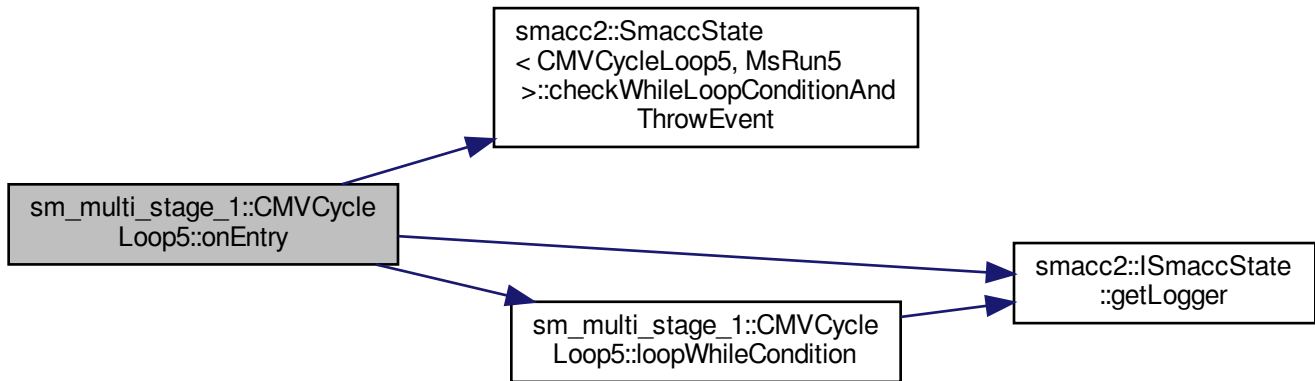 smacc2::SmaccState
< CMVCycleLoop5, MsRun5
>::checkWhileLoopConditionAnd
ThrowEvent
sm_multi_stage_1::CMVCycle
Loop5::onEntry
smacc2::ISmaccState
::getLogger
sm_multi_stage_1::CMVCycle
Loop5::loopWhileCondition